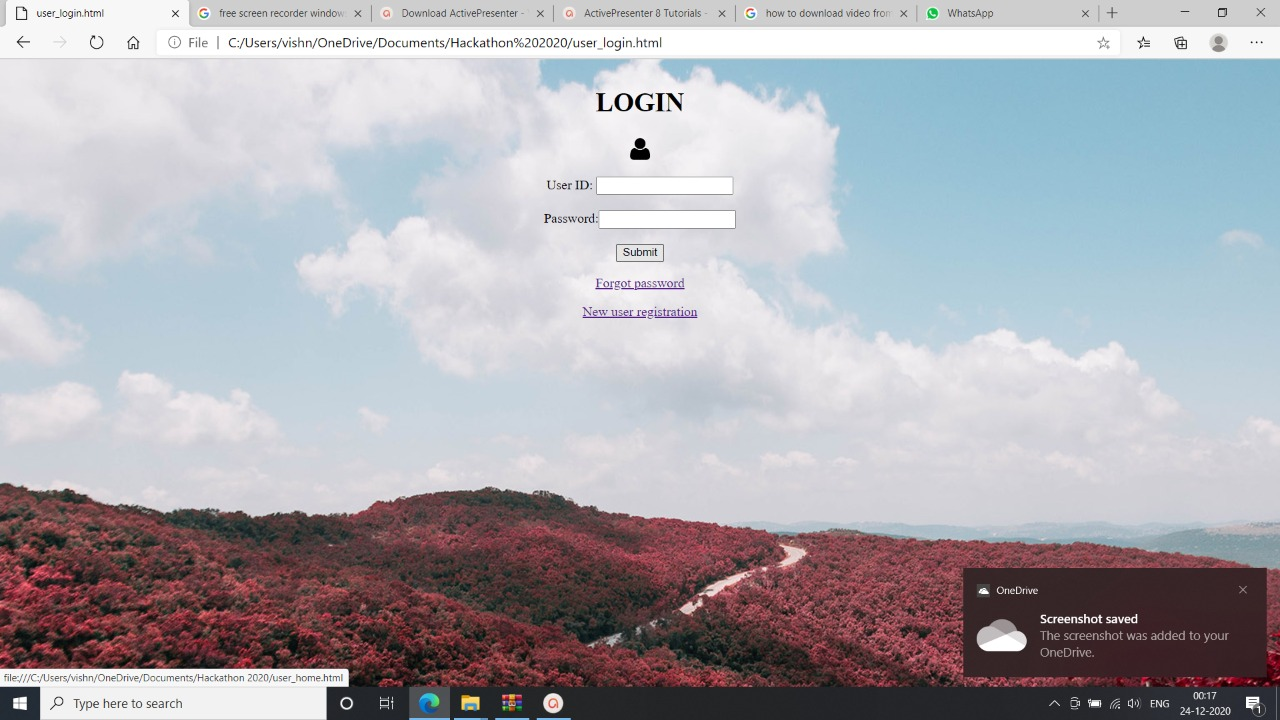 user_login.html
free screen recorder window
Download ActivePresenter -
ActivePresenter 8 Tutorials -
how to download video from
WhatsApp
File | C:/Users/vishn/OneDrive/Documents/Hackathon%202020/user_login.html
LOGIN
User ID:
Password:
Submit
Forgot password
New user registration
OneDrive
Screenshot saved
The screenshot was added to your
OneDrive.
file:///C:/Users/vishn/OneDrive/Documents/Hackathon 2020/user_home.html
Type here to search
ENG
00:17
24-12-2020
1